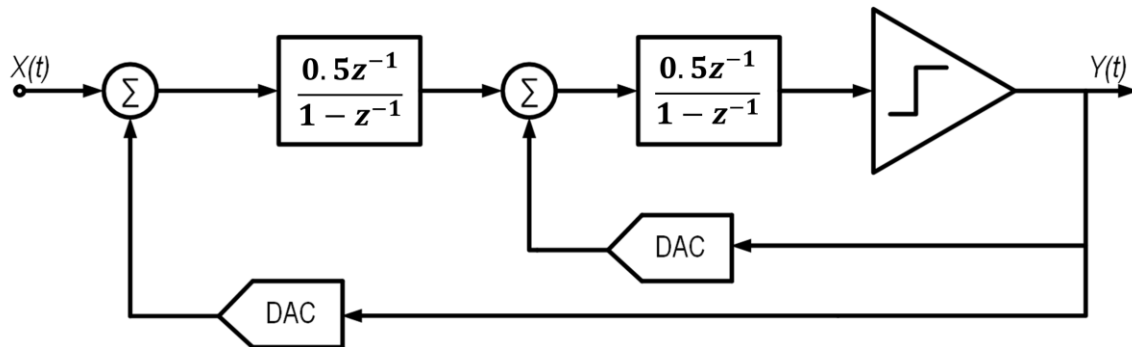 X(t)
Σ
0.5z⁻¹
1 − z⁻¹
Σ
0.5z⁻¹
1 − z⁻¹
Y(t)
DAC
DAC